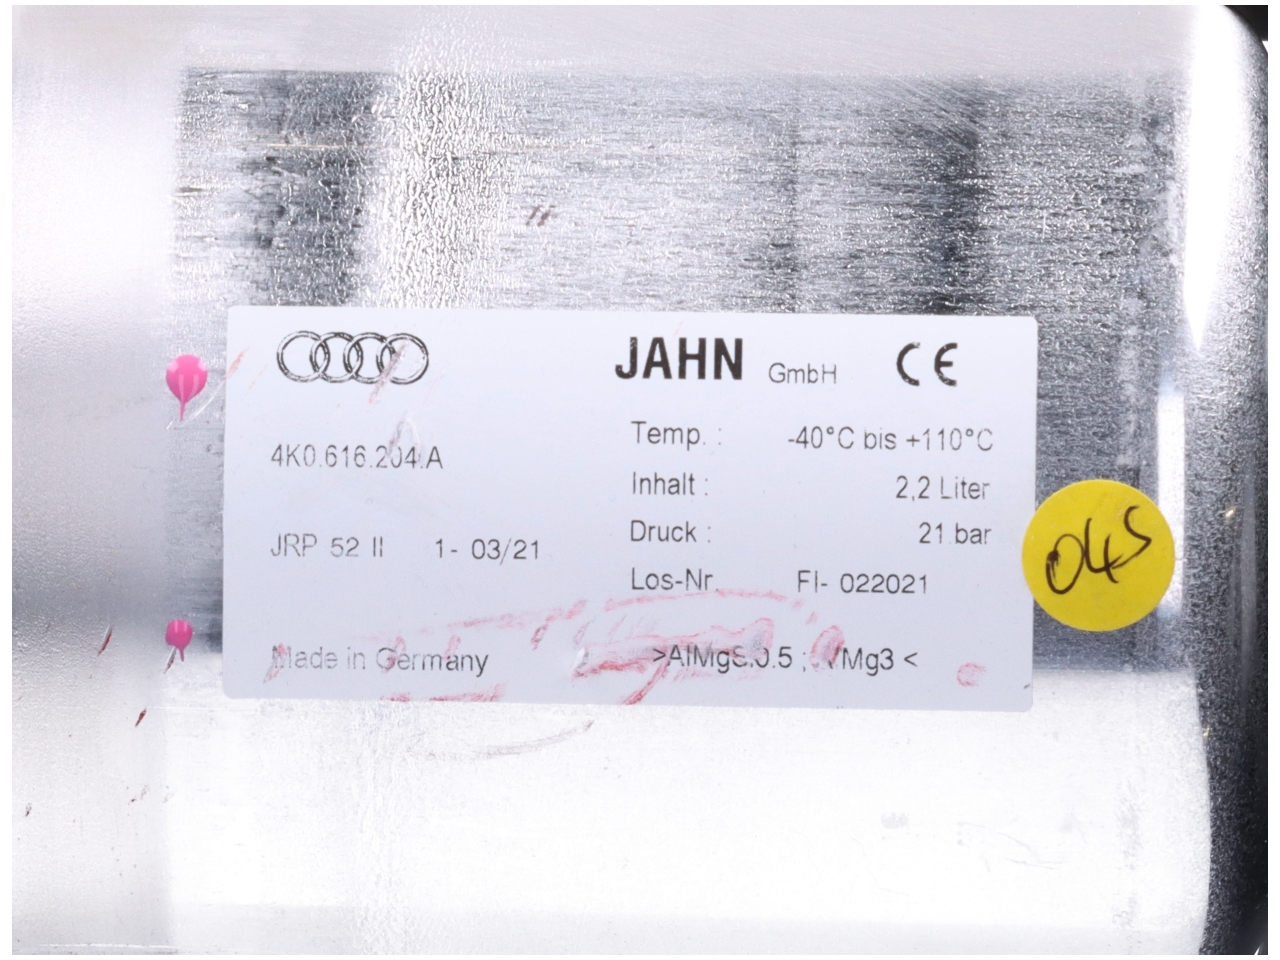 JAHN GmbH CE
4K0.616.204.A
Temp. : -40°C bis +110°C
Inhalt : 2,2 Liter
Druck : 21 bar
JRP 52 II 1- 03/21
Los-Nr. FI- 022021
Made in Germany
Mg3 <
045